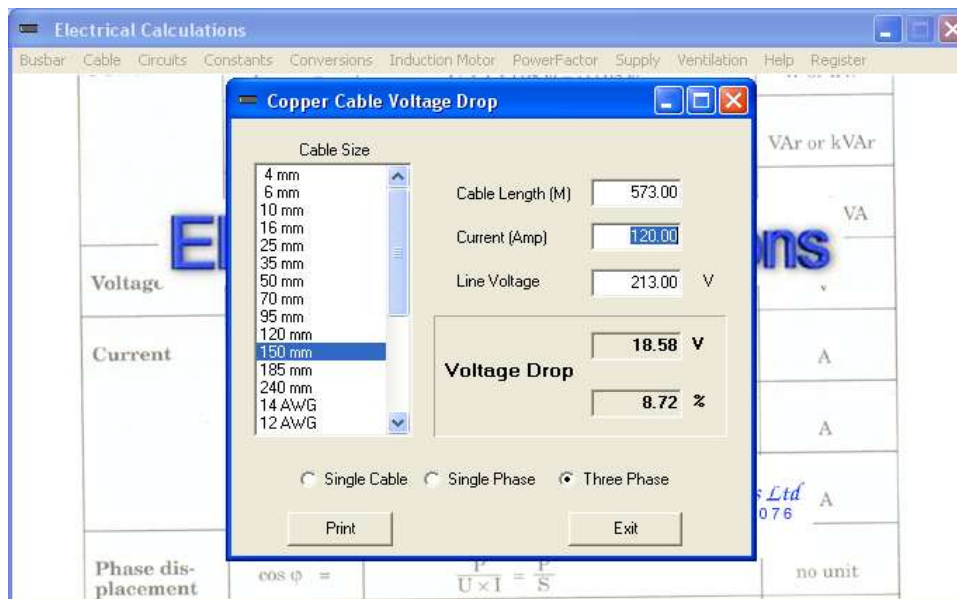 Electrical Calculations
Busbar Cable Circuits Constants Conversions Induction Motor PowerFactor Supply Ventilation Help Register
Copper Cable Voltage Drop
Cable Size
4 mm
6 mm
10 mm
16 mm
25 mm
35 mm
50 mm
70 mm
95 mm
120 mm
150 mm
185 mm
240 mm
14 AWG
12 AWG
Cable Length (M) 573.00
Current (Amp) 120.00
Line Voltage 213.00 V
Voltage Drop
18.58 V
8.72 %
Single Cable Single Phase Three Phase
Print Exit
VAr or kVAr
VA
El
ons
Voltage
Current
A
A
s Ltd
076
A
Phase dis-
placement
cos φ =
P
U × I
=
P
S
no unit